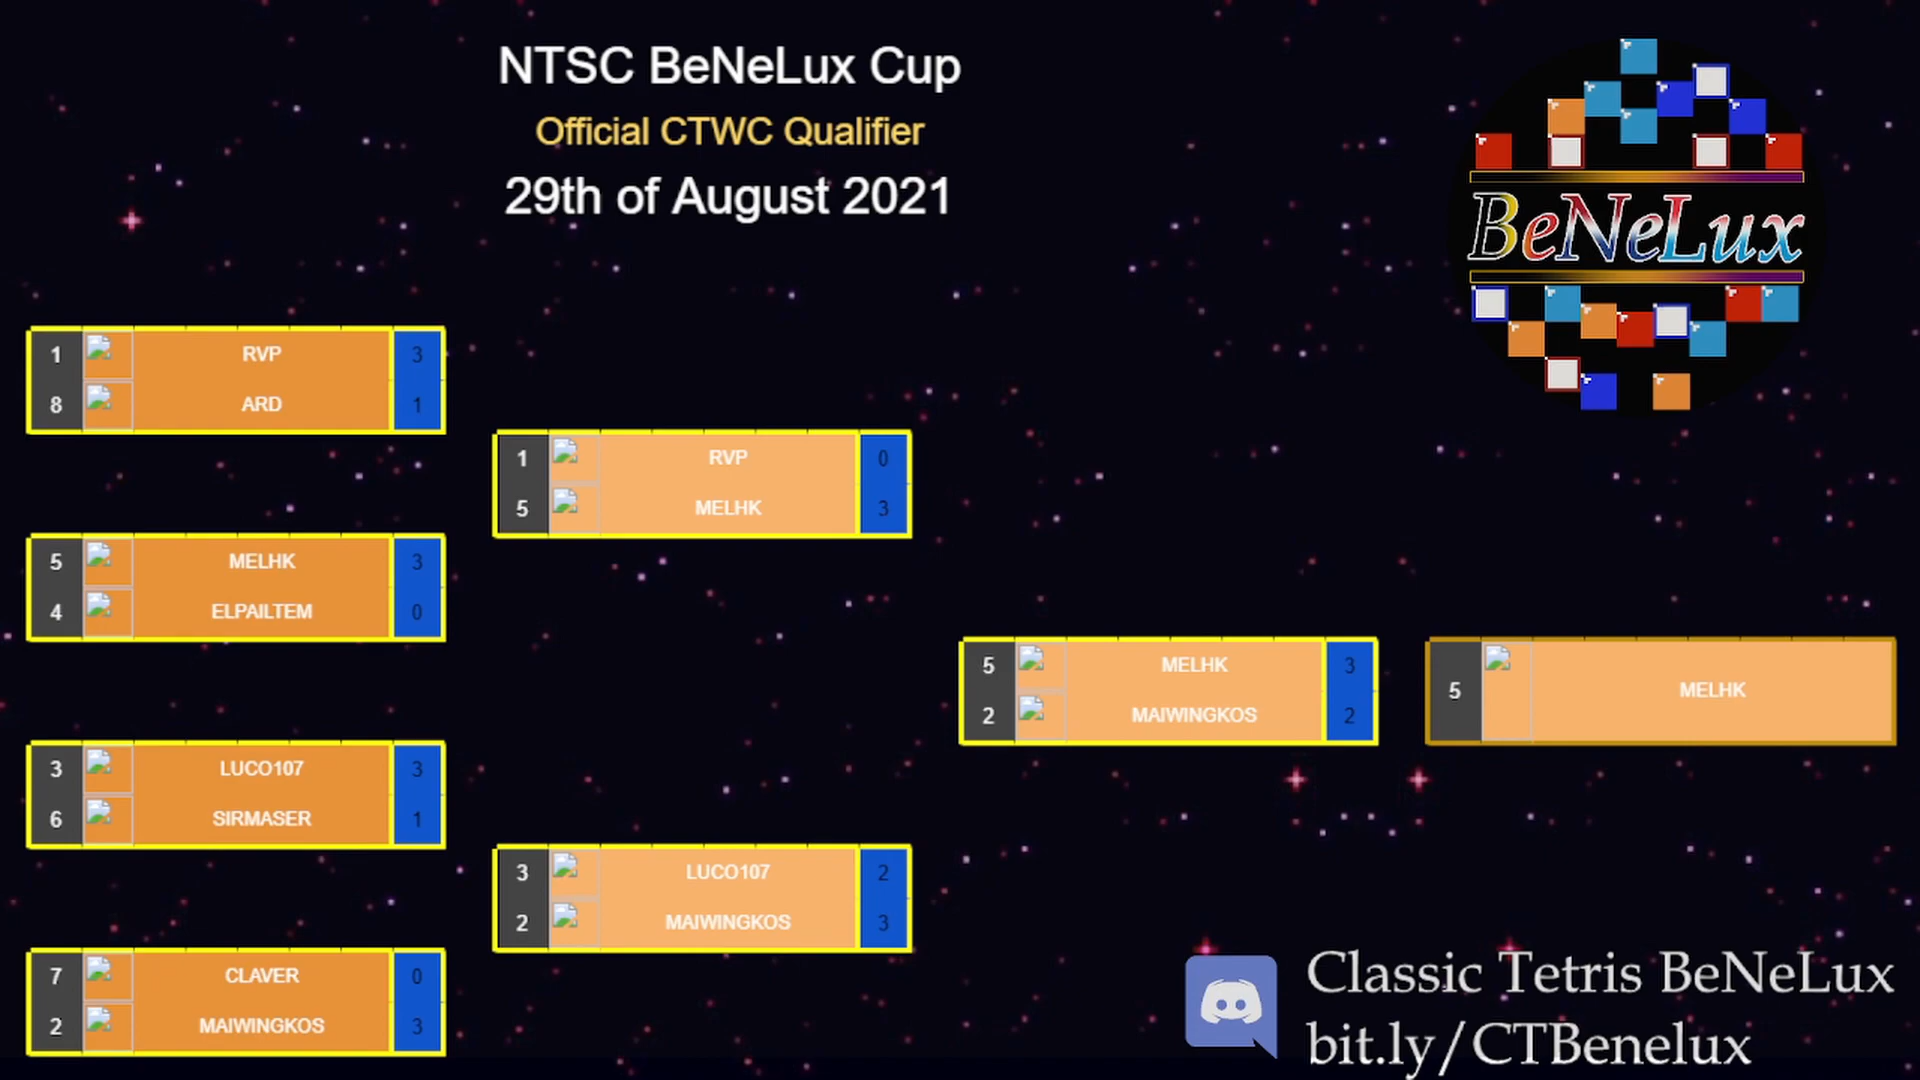 NTSC BeNeLux Cup
Official CTWC Qualifier
29th of August 2021
BeNeLux
1 RVP 3
8 ARD 1
5 MELHK 3
4 ELPAILTEM 0
3 LUCO107 3
6 SIRMASER 1
7 CLAVER 0
2 MAIWINGKOS 3
1 RVP 0
5 MELHK 3
3 LUCO107 2
2 MAIWINGKOS 3
5 MELHK 3
2 MAIWINGKOS 2
5 MELHK
Classic Tetris BeNeLux
bit.ly/CTBenelux